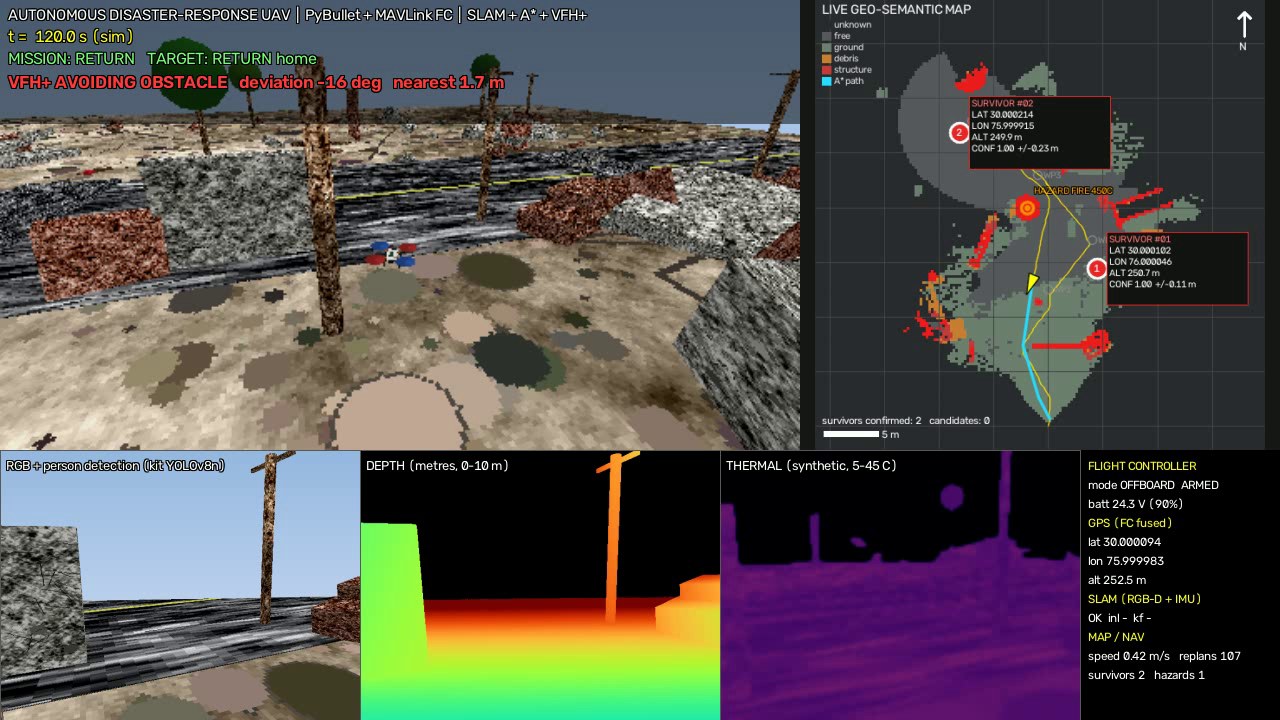 AUTONOMOUS DISASTER-RESPONSE UAV | PyBullet + MAVLink FC | SLAM + A* + VFH+
t = 120.0 s (sim)
MISSION: RETURN TARGET: RETURN home
VFH+ AVOIDING OBSTACLE deviation -16 deg nearest 1.7 m
LIVE GEO-SEMANTIC MAP
unknown
free
ground
debris
structure
A* path
N
SURVIVOR #02
LAT 30.000214
LON 75.999915
ALT 249.9 m
CONF 1.00 +/-0.23 m
2
WP3
HAZARD FIRE 450C
SURVIVOR #01
LAT 30.000102
LON 76.000046
ALT 250.7 m
CONF 1.00 +/-0.11 m
1
survivors confirmed: 2 candidates: 0
5 m
RGB + person detection (kit YOLOv8n)
DEPTH (metres, 0-10 m)
THERMAL (synthetic, 5-45 C)
FLIGHT CONTROLLER
mode OFFBOARD ARMED
batt 24.3 V (90%)
GPS (FC fused)
lat 30.000094
lon 75.999983
alt 252.5 m
SLAM (RGB-D + IMU)
OK inl - kf -
MAP / NAV
speed 0.42 m/s replans 107
survivors 2 hazards 1